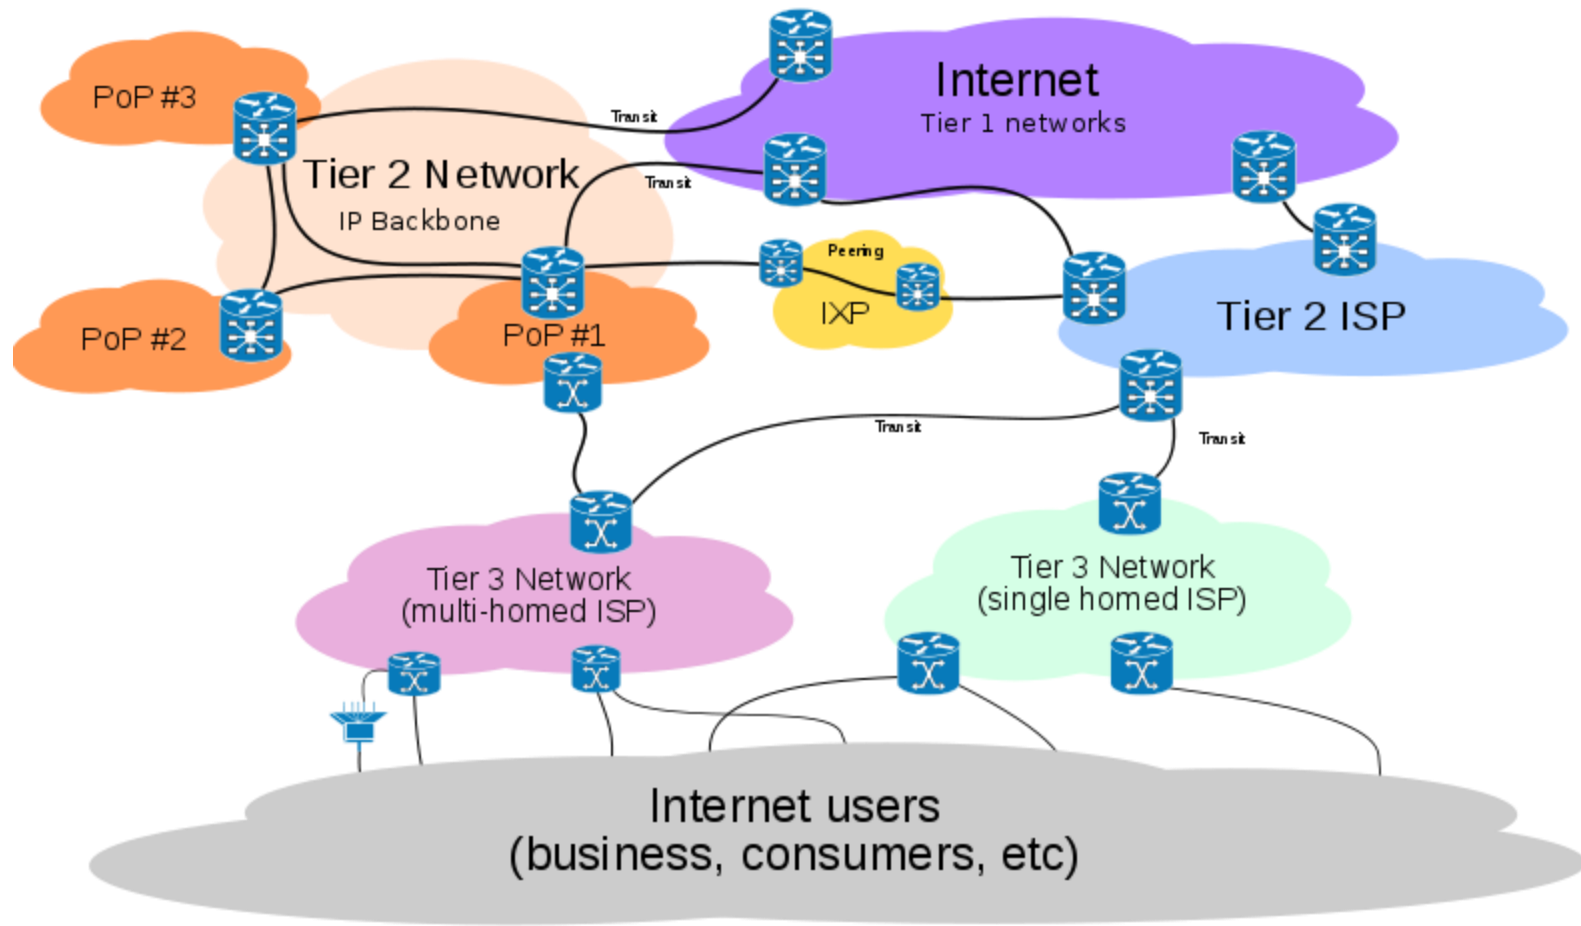 PoP #3
Transit
Internet
Tier 1 networks
Tier 2 Network
IP Backbone
Transit
Peering
IXP
Tier 2 ISP
PoP #2
PoP #1
Transit
Transit
Tier 3 Network
(multi-homed ISP)
Tier 3 Network
(single homed ISP)
Internet users
(business, consumers, etc)